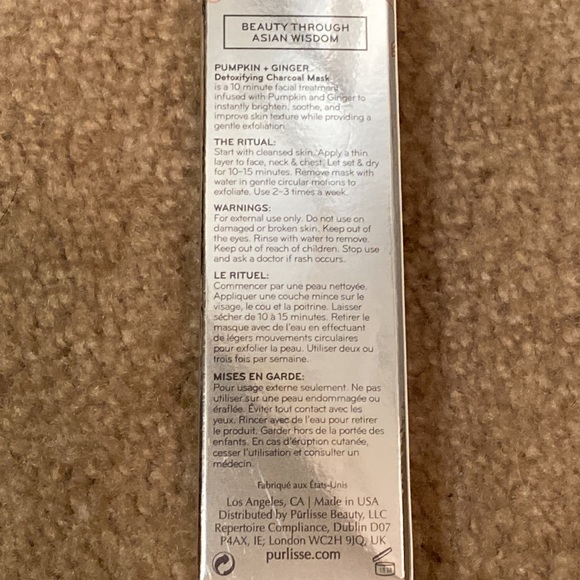 BEAUTY THROUGH
ASIAN WISDOM
PUMPKIN + GINGER
Detoxifying Charcoal Mask
is a 10 minute facial treatment
infused with Pumpkin and Ginger to
instantly brighten, soothe, and
improve skin texture while providing a
gentle exfoliation.
THE RITUAL:
Start with cleansed skin. Apply a thin
layer to face, neck & chest. Let set & dry
for 10-15 minutes. Remove mask with
water in gentle circular motions to
exfoliate. Use 2-3 times a week.
WARNINGS:
For external use only. Do not use on
damaged or broken skin. Keep out of
the eyes. Rinse with water to remove.
Keep out of reach of children. Stop use
and ask a doctor if rash occurs.
LE RITUEL:
Commencer par une peau nettoyée.
Appliquer une couche mince sur le
visage, le cou et la poitrine. Laisser
sécher de 10 à 15 minutes. Retirer le
masque avec de l'eau en effectuant
de légers mouvements circulaires
pour exfolier la peau. Utiliser deux ou
trois fois par semaine.
MISES EN GARDE:
Pour usage externe seulement. Ne pas
utiliser sur une peau endommagée ou
éraflée. Éviter tout contact avec les
yeux. Rincer avec de l'eau pour retirer
le produit. Garder hors de la portée des
enfants. En cas d'éruption cutanée,
cesser l'utilisation et consulter un
médecin.
Fabriqué aux États-Unis
Los Angeles, CA | Made in USA
Distributed by Pūrlisse Beauty, LLC
Repertoire Compliance, Dublin D07
P4AX, IE; London WC2H 9JQ, UK
purlisse.com